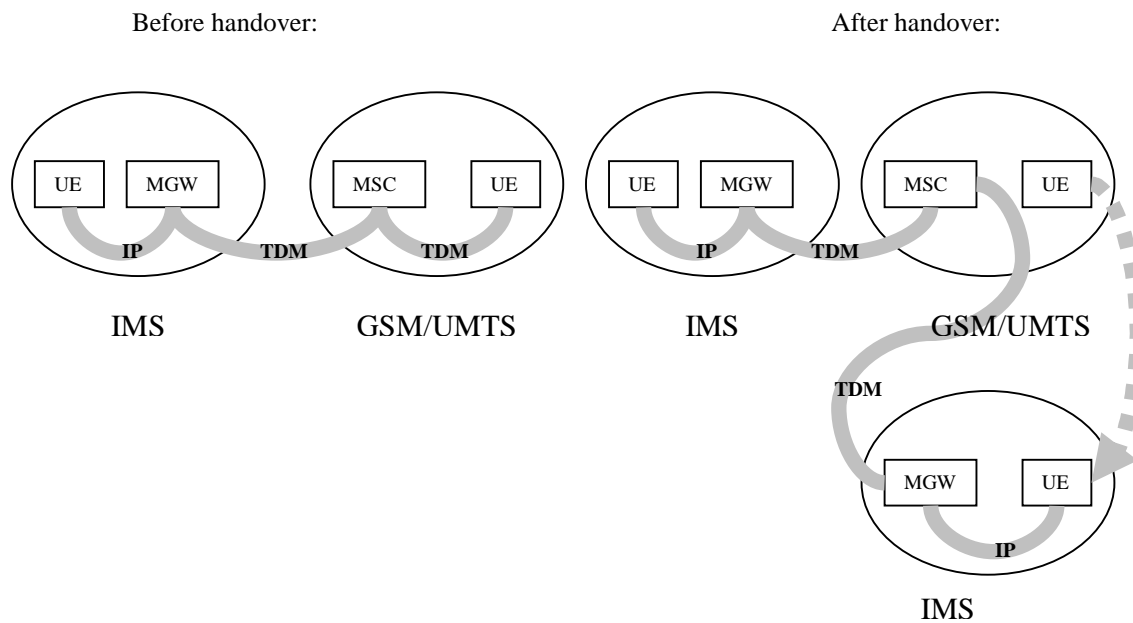 Before handover:
After handover:
UE
MGW
MSC
UE
UE
MGW
MSC
UE
IP
TDM
TDM
IP
TDM
IMS
GSM/UMTS
IMS
GSM/UMTS
TDM
MGW
UE
IP
IMS